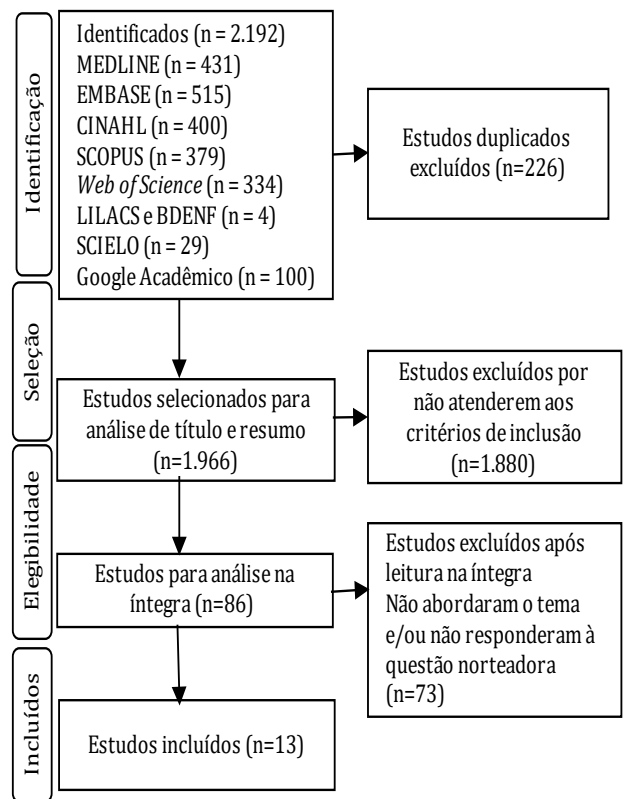 Identificação
Identificados (n = 2.192)
MEDLINE (n = 431)
EMBASE (n = 515)
CINAHL (n = 400)
SCOPUS (n = 379)
Web of Science (n = 334)
LILACS e BDENF (n = 4)
SCIELO (n = 29)
Google Acadêmico (n = 100)
Estudos duplicados
excluídos (n=226)
Seleção
Estudos selecionados para
análise de título e resumo
(n=1.966)
Estudos excluídos por
não atenderem aos
critérios de inclusão
(n=1.880)
Elegibilidade
Estudos para análise na
íntegra (n=86)
Estudos excluídos após
leitura na íntegra
Não abordaram o tema
e/ou não responderam à
questão norteadora
(n=73)
Incluídos
Estudos incluídos (n=13)